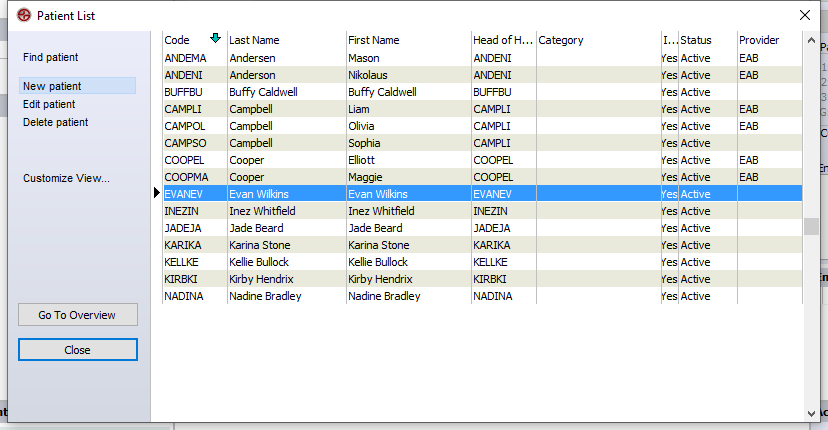 Patient List
Find patient
New patient
Edit patient
Delete patient
Customize View...
Go To Overview
Close
Code Last Name First Name Head of H... Category I... Status Provider
ANDEMA Andersen Mason ANDENI Yes Active EAB
ANDENI Anderson Nikolaus ANDENI Yes Active EAB
BUFFBU Buffy Caldwell Buffy Caldwell BUFFBU Yes Active
CAMPLI Campbell Liam CAMPLI Yes Active EAB
CAMPOL Campbell Olivia CAMPLI Yes Active EAB
CAMPSO Campbell Sophia CAMPLI Yes Active
COOPEL Cooper Elliott COOPEL Yes Active EAB
COOPMA Cooper Maggie COOPEL Yes Active EAB
EVANEV Evan Wilkins Evan Wilkins EVANEV Yes Active
INEZIN Inez Whitfield Inez Whitfield INEZIN Yes Active
JADEJA Jade Beard Jade Beard JADEJA Yes Active
KARIKA Karina Stone Karina Stone KARIKA Yes Active
KELLKE Kellie Bullock Kellie Bullock KELLKE Yes Active
KIRBKI Kirby Hendrix Kirby Hendrix KIRBKI Yes Active
NADINA Nadine Bradley Nadine Bradley NADINA Yes Active